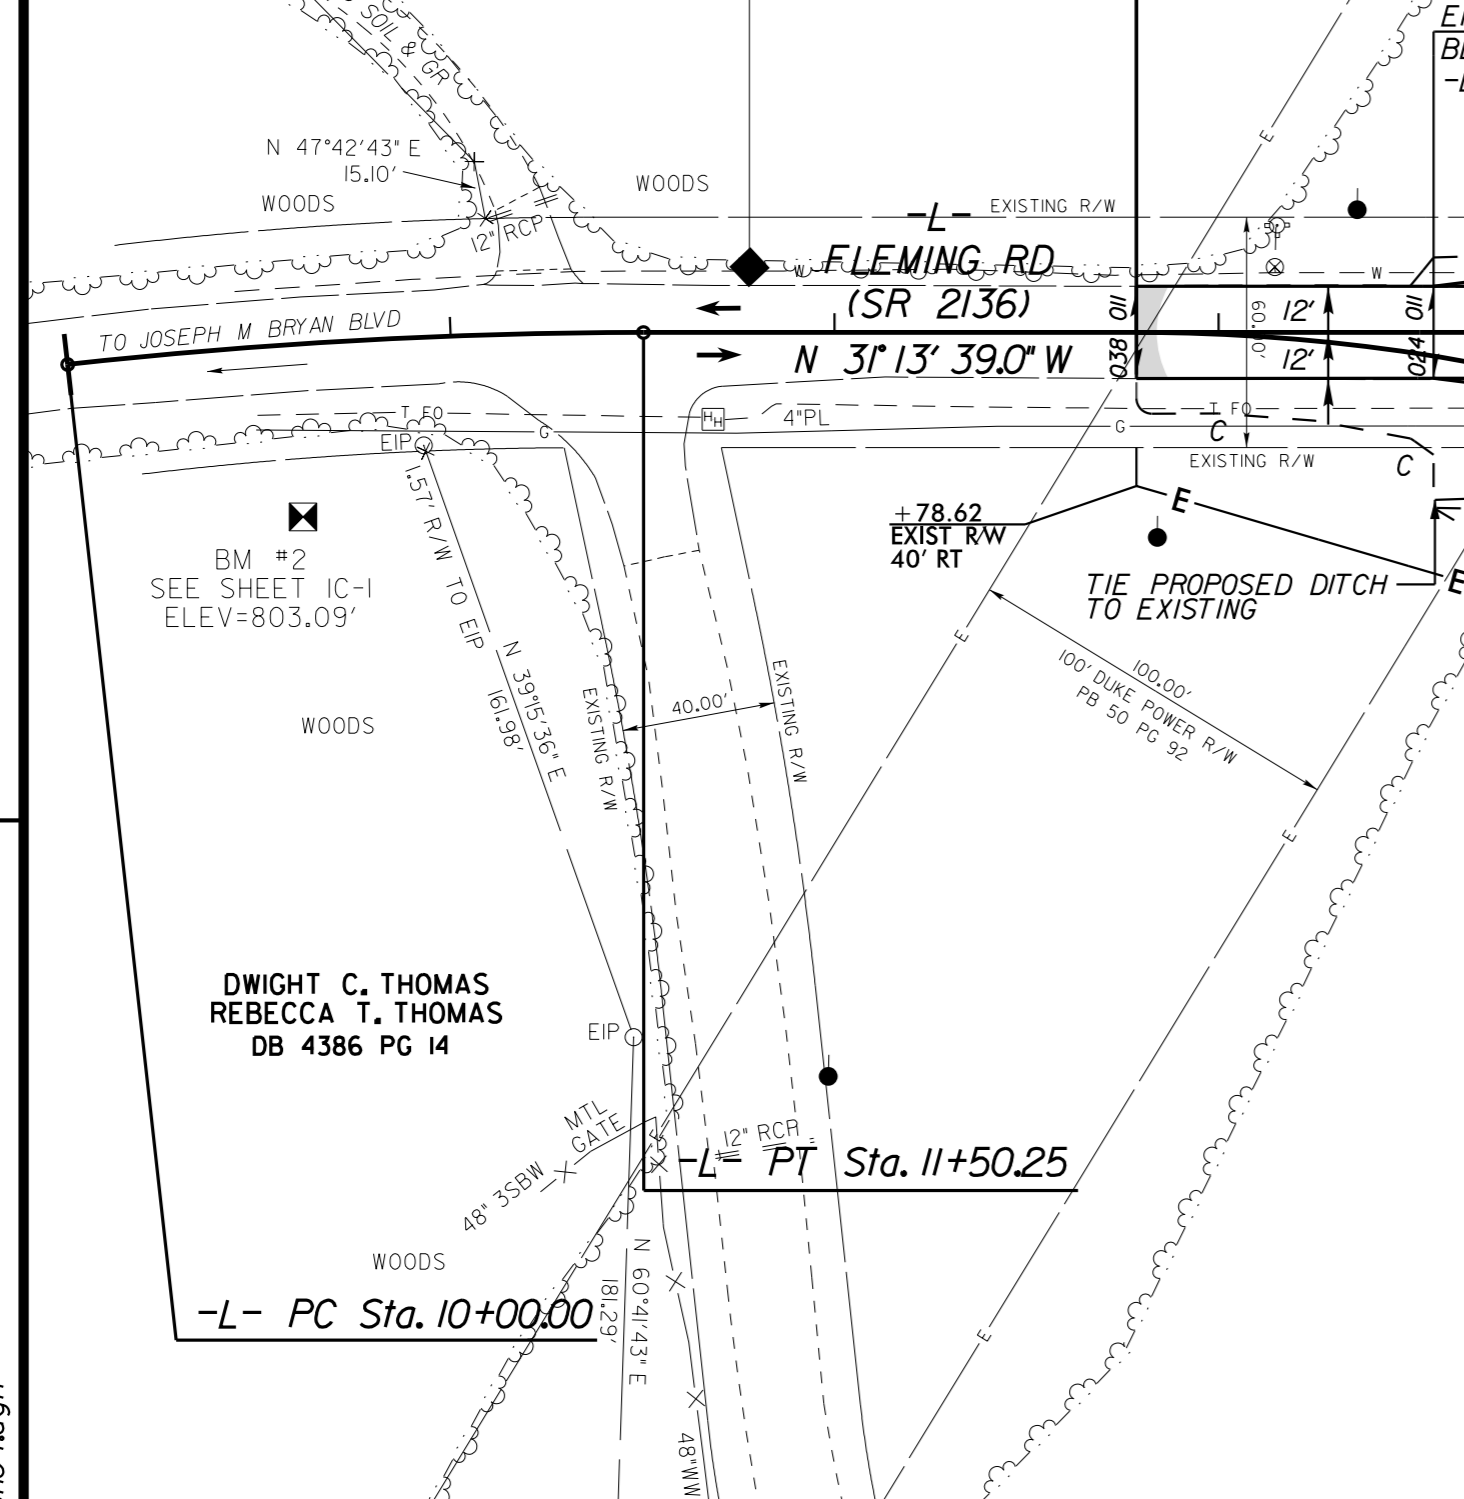 SOIL & GR
N 47°42'43" E
15.10'
WOODS
WOODS
12" RCP
-L-
EXISTING R/W
FLEMING RD
(SR 2136)
W
W
E
TO JOSEPH M BRYAN BLVD
N 31°13'39.0" W
038
011
12'
12'
60.00'
024
011
T FO
G
EIP
HH
4"PL
G
T FO
C
C
EXISTING R/W
1.57' R/W TO EIP
BM #2
SEE SHEET 1C-1
ELEV=803.09'
+78.62
EXIST R/W
40' RT
E
E
TIE PROPOSED DITCH
TO EXISTING
WOODS
N 39°15'36" E
161.98'
EXISTING R/W
40.00'
EXISTING R/W
E
100.00'
100' DUKE POWER R/W
PB 50 PG 92
E
DWIGHT C. THOMAS
REBECCA T. THOMAS
DB 4386 PG 14
EIP
MTL
GATE
48" 3SBW
12" RCP
-L- PT Sta. 11+50.25
WOODS
-L- PC Sta. 10+00.00
N 60°41'43" E
181.29'
E
48"WW